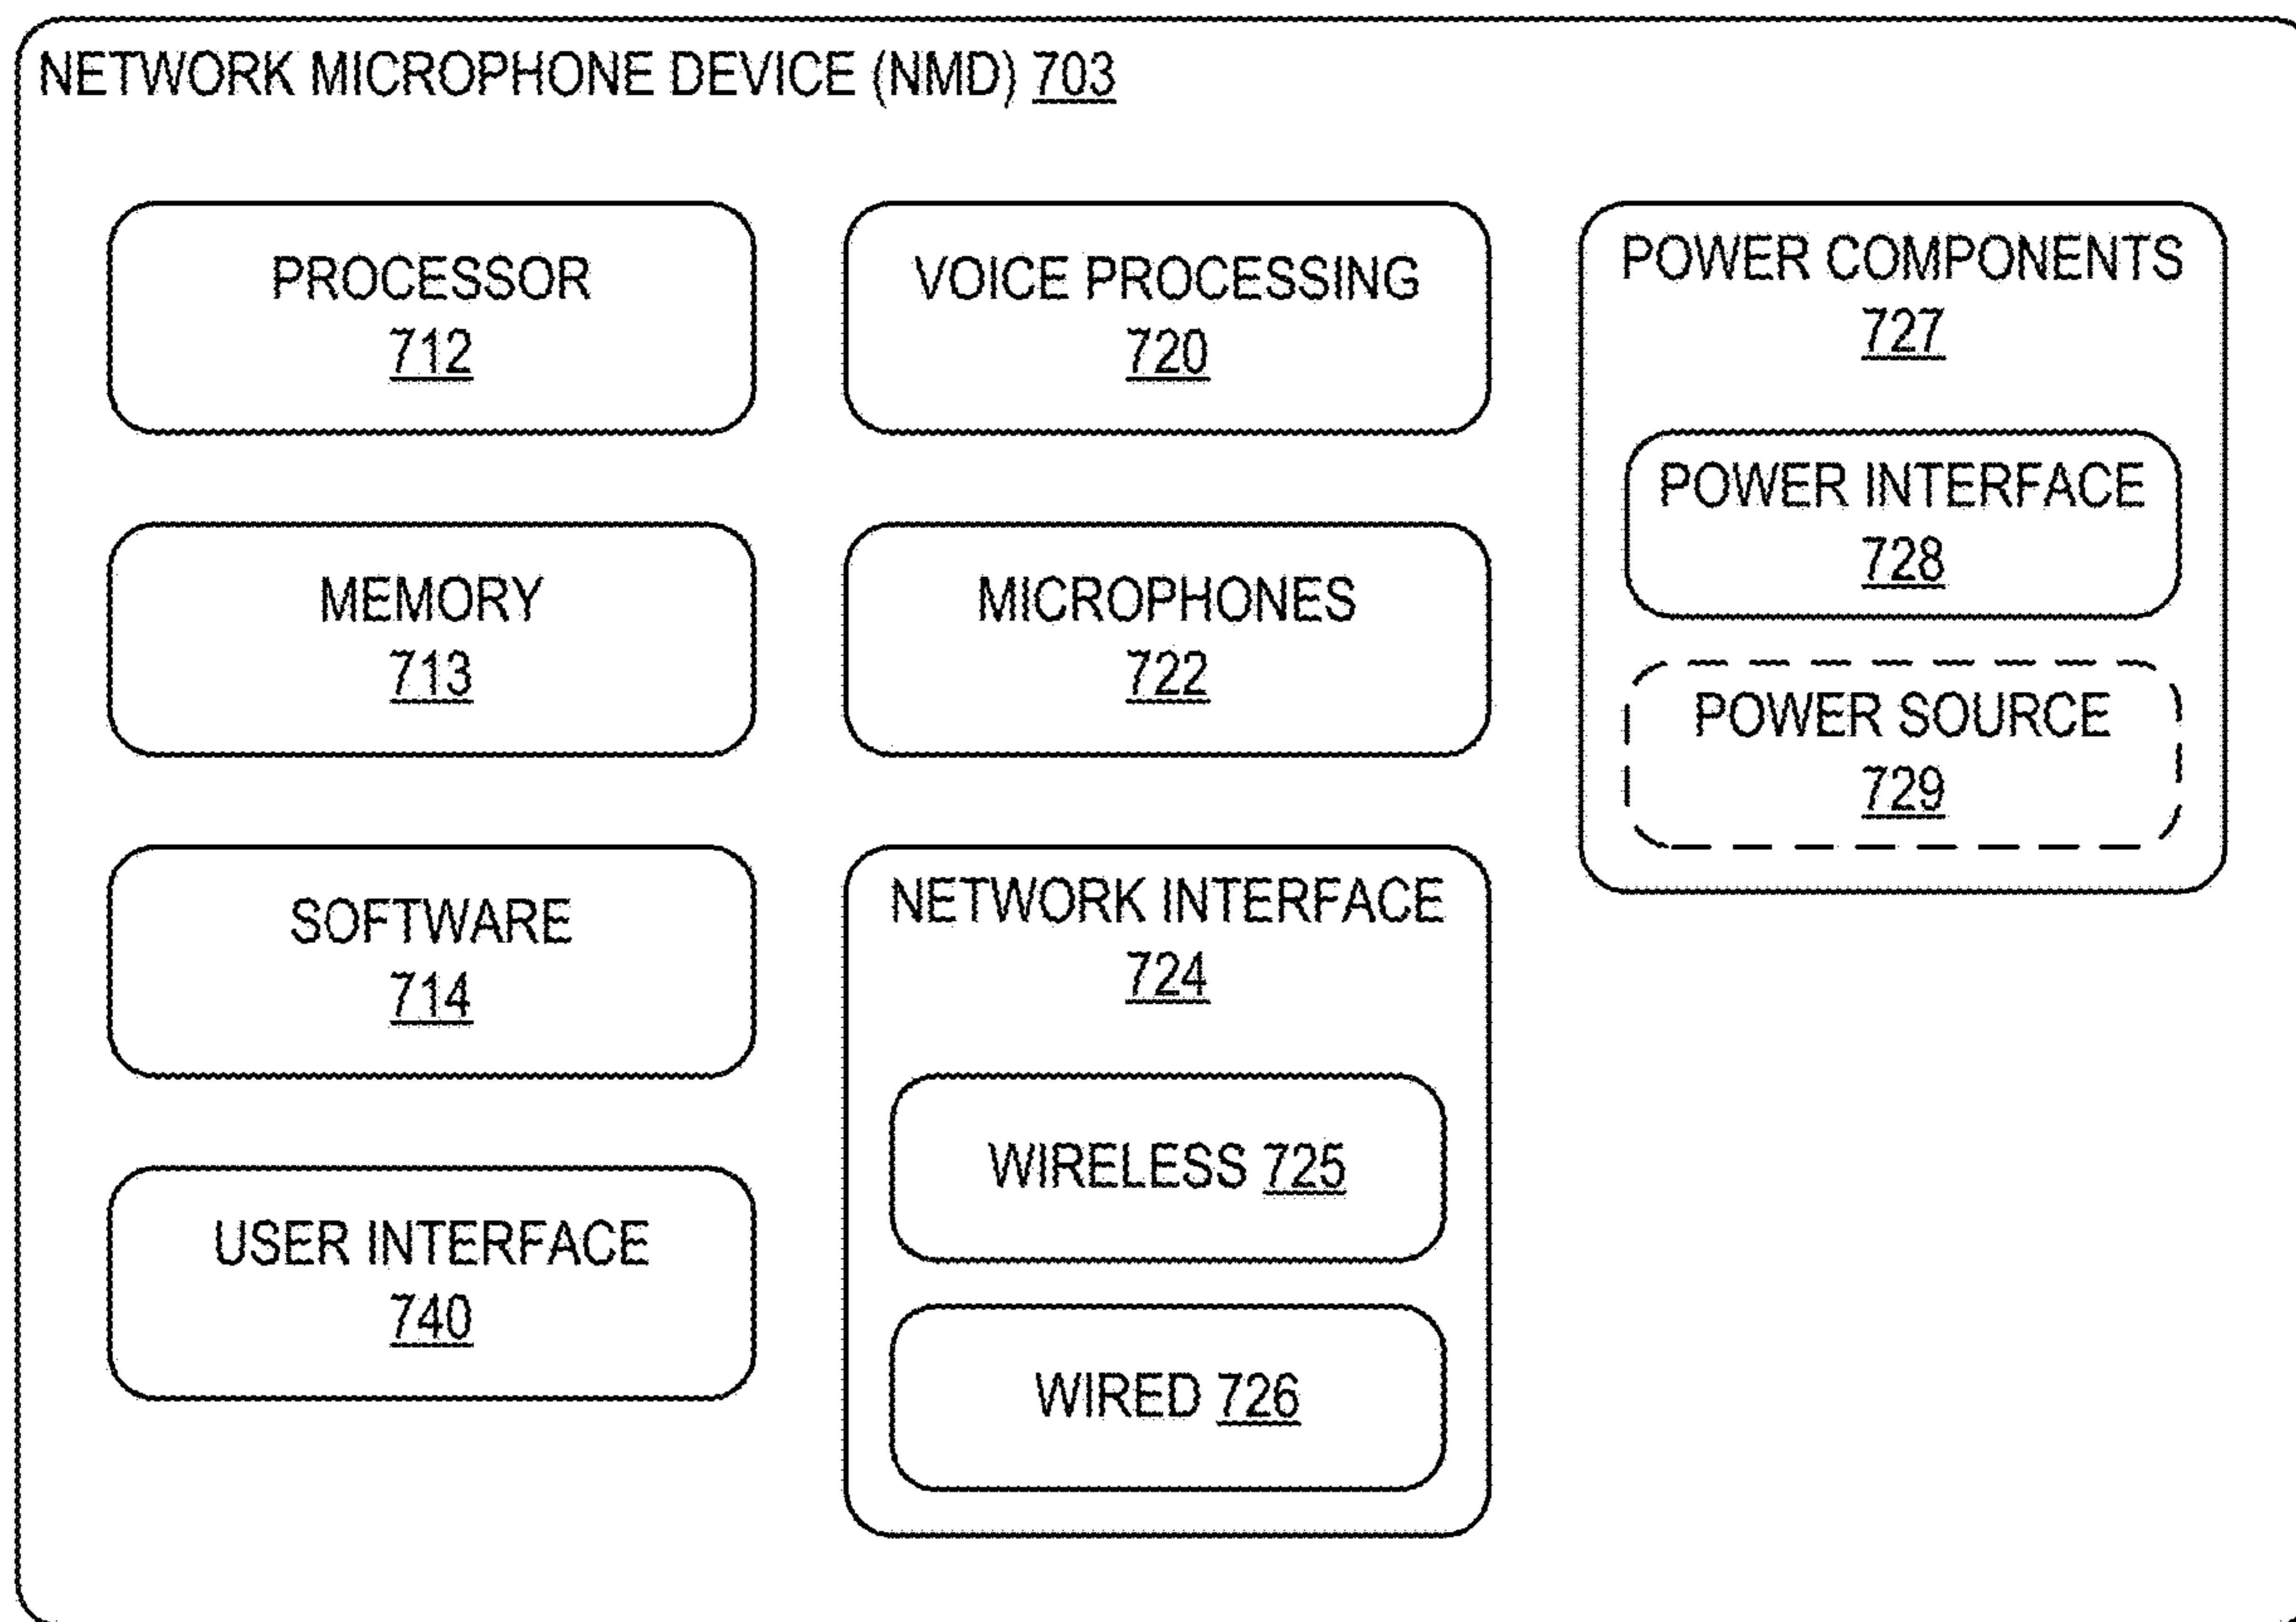 NETWORK MICROPHONE DEVICE (NMD) 703
PROCESSOR
712
MEMORY
713
SOFTWARE
714
USER INTERFACE
740
VOICE PROCESSING
720
MICROPHONES
722
NETWORK INTERFACE
724
WIRELESS 725
WIRED 726
POWER COMPONENTS
727
POWER INTERFACE
728
POWER SOURCE
729